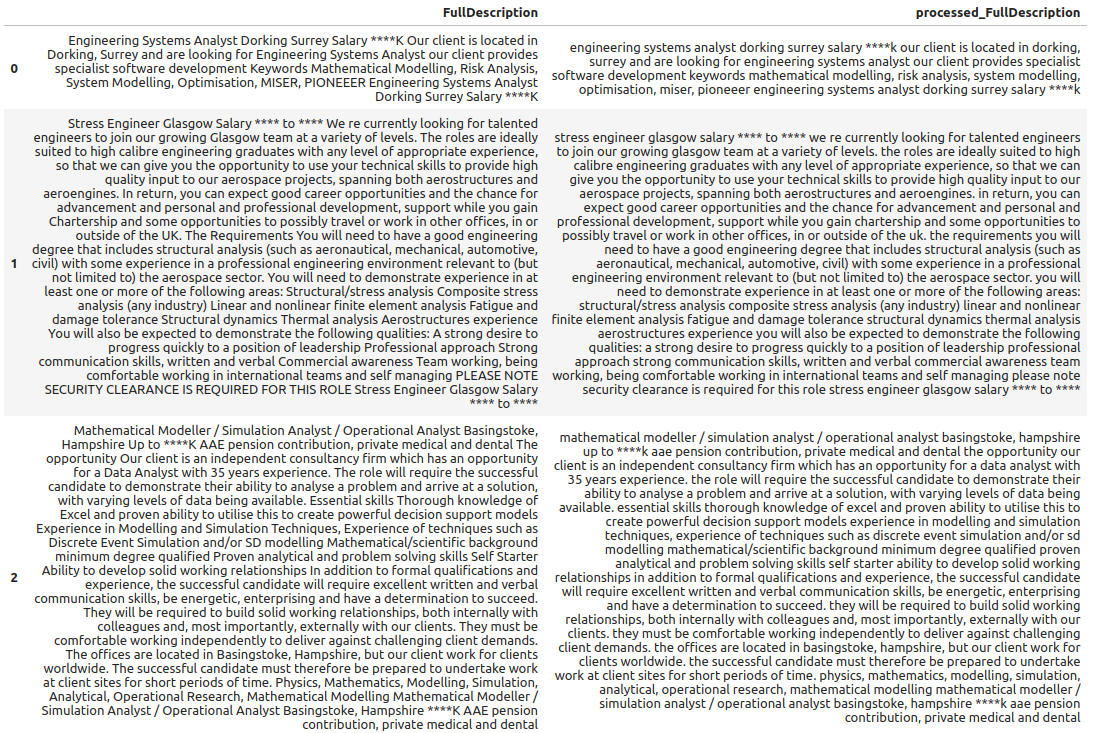 FullDescription
processed_FullDescription
0
Engineering Systems Analyst Dorking Surrey Salary ****K Our client is located in
Dorking, Surrey and are looking for Engineering Systems Analyst our client provides
specialist software development Keywords Mathematical Modelling, Risk Analysis,
System Modelling, Optimisation, MISER, PIONEEER Engineering Systems Analyst
Dorking Surrey Salary ****K
engineering systems analyst dorking surrey salary ****k our client is located in dorking,
surrey and are looking for engineering systems analyst our client provides specialist
software development keywords mathematical modelling, risk analysis, system modelling,
optimisation, miser, pioneeer engineering systems analyst dorking surrey salary ****k
1
Stress Engineer Glasgow Salary **** to **** We re currently looking for talented
engineers to join our growing Glasgow team at a variety of levels. The roles are ideally
suited to high calibre engineering graduates with any level of appropriate experience,
so that we can give you the opportunity to use your technical skills to provide high
quality input to our aerospace projects, spanning both aerostructures and
aeroengines. In return, you can expect good career opportunities and the chance for
advancement and personal and professional development, support while you gain
Chartership and some opportunities to possibly travel or work in other offices, in or
outside of the UK. The Requirements You will need to have a good engineering
degree that includes structural analysis (such as aeronautical, mechanical, automotive,
civil) with some experience in a professional engineering environment relevant to (but
not limited to) the aerospace sector. You will need to demonstrate experience in at
least one or more of the following areas: Structural/stress analysis Composite stress
analysis (any industry) Linear and nonlinear finite element analysis Fatigue and
damage tolerance Structural dynamics Thermal analysis Aerostructures experience
You will also be expected to demonstrate the following qualities: A strong desire to
progress quickly to a position of leadership Professional approach Strong
communication skills, written and verbal Commercial awareness Team working, being
comfortable working in international teams and self managing PLEASE NOTE
SECURITY CLEARANCE IS REQUIRED FOR THIS ROLE Stress Engineer Glasgow Salary
**** to ****
stress engineer glasgow salary **** to **** we re currently looking for talented engineers
to join our growing glasgow team at a variety of levels. the roles are ideally suited to high
calibre engineering graduates with any level of appropriate experience, so that we can
give you the opportunity to use your technical skills to provide high quality input to our
aerospace projects, spanning both aerostructures and aeroengines. in return, you can
expect good career opportunities and the chance for advancement and personal and
professional development, support while you gain chartership and some opportunities to
possibly travel or work in other offices, in or outside of the uk. the requirements you will
need to have a good engineering degree that includes structural analysis (such as
aeronautical, mechanical, automotive, civil) with some experience in a professional
engineering environment relevant to (but not limited to) the aerospace sector. you will
need to demonstrate experience in at least one or more of the following areas:
structural/stress analysis composite stress analysis (any industry) linear and nonlinear
finite element analysis fatigue and damage tolerance structural dynamics thermal analysis
aerostructures experience you will also be expected to demonstrate the following
qualities: a strong desire to progress quickly to a position of leadership professional
approach strong communication skills, written and verbal commercial awareness team
working, being comfortable working in international teams and self managing please note
security clearance is required for this role stress engineer glasgow salary **** to ****
2
Mathematical Modeller / Simulation Analyst / Operational Analyst Basingstoke,
Hampshire Up to ****K AAE pension contribution, private medical and dental The
opportunity Our client is an independent consultancy firm which has an opportunity
for a Data Analyst with 35 years experience. The role will require the successful
candidate to demonstrate their ability to analyse a problem and arrive at a solution,
with varying levels of data being available. Essential skills Thorough knowledge of
Excel and proven ability to utilise this to create powerful decision support models
Experience in Modelling and Simulation Techniques, Experience of techniques such as
Discrete Event Simulation and/or SD modelling Mathematical/scientific background
minimum degree qualified Proven analytical and problem solving skills Self Starter
Ability to develop solid working relationships In addition to formal qualifications and
experience, the successful candidate will require excellent written and verbal
communication skills, be energetic, enterprising and have a determination to succeed.
They will be required to build solid working relationships, both internally with
colleagues and, most importantly, externally with our clients. They must be
comfortable working independently to deliver against challenging client demands.
The offices are located in Basingstoke, Hampshire, but our client work for clients
worldwide. The successful candidate must therefore be prepared to undertake work
at client sites for short periods of time. Physics, Mathematics, Modelling, Simulation,
Analytical, Operational Research, Mathematical Modelling Mathematical Modeller /
Simulation Analyst / Operational Analyst Basingstoke, Hampshire ****K AAE pension
contribution, private medical and dental
mathematical modeller / simulation analyst / operational analyst basingstoke, hampshire
up to ****k aae pension contribution, private medical and dental the opportunity our
client is an independent consultancy firm which has an opportunity for a data analyst with
35 years experience. the role will require the successful candidate to demonstrate their
ability to analyse a problem and arrive at a solution, with varying levels of data being
available. essential skills thorough knowledge of excel and proven ability to utilise this to
create powerful decision support models experience in modelling and simulation
techniques, experience of techniques such as discrete event simulation and/or sd
modelling mathematical/scientific background minimum degree qualified proven
analytical and problem solving skills self starter ability to develop solid working
relationships in addition to formal qualifications and experience, the successful candidate
will require excellent written and verbal communication skills, be energetic, enterprising
and have a determination to succeed. they will be required to build solid working
relationships, both internally with colleagues and, most importantly, externally with our
clients. they must be comfortable working independently to deliver against challenging
client demands. the offices are located in basingstoke, hampshire, but our client work for
clients worldwide. the successful candidate must therefore be prepared to undertake
work at client sites for short periods of time. physics, mathematics, modelling, simulation,
analytical, operational research, mathematical modelling mathematical modeller /
simulation analyst / operational analyst basingstoke, hampshire ****k aae pension
contribution, private medical and dental